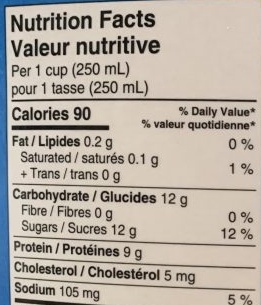 Nutrition Facts
Valeur nutritive
Per 1 cup (250 mL)
pour 1 tasse (250 mL)
Calories 90 % Daily Value*
% valeur quotidienne*
Fat / Lipides 0.2 g 0 %
Saturated / saturés 0.1 g
+ Trans / trans 0 g 1 %
Carbohydrate / Glucides 12 g
Fibre / Fibres 0 g 0 %
Sugars / Sucres 12 g 12 %
Protein / Protéines 9 g
Cholesterol / Cholestérol 5 mg
Sodium 105 mg 5 %